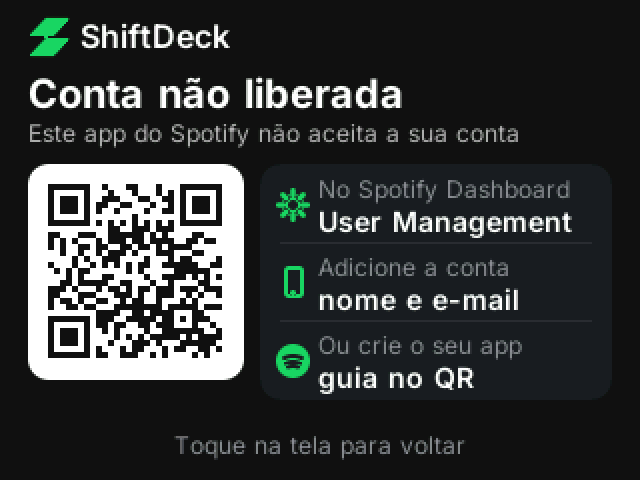 ShiftDeck
Conta não liberada
Este app do Spotify não aceita a sua conta
No Spotify Dashboard
User Management
Adicione a conta
nome e e-mail
Ou crie o seu app
guia no QR
Toque na tela para voltar